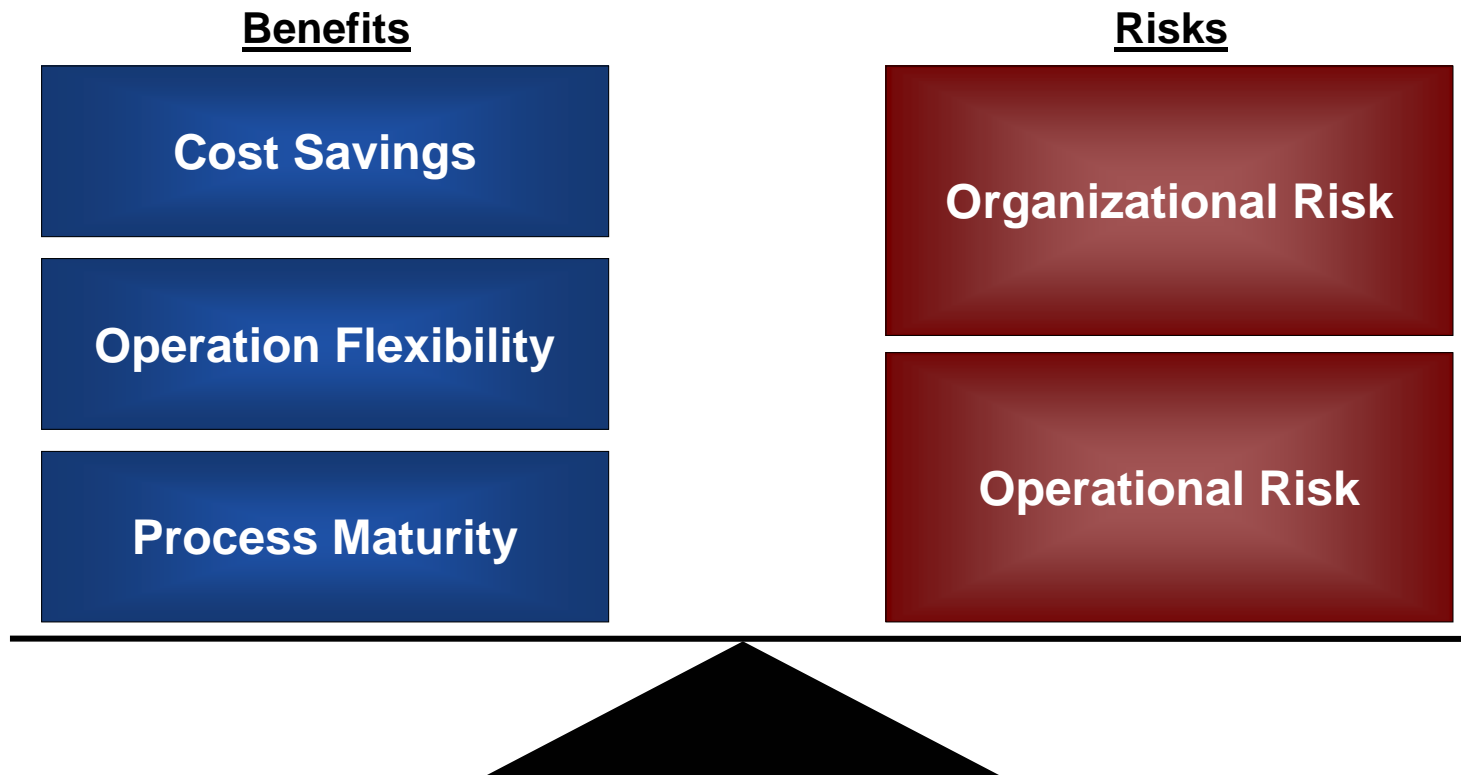 Benefits
Cost Savings
Operation Flexibility
Process Maturity
Risks
Organizational Risk
Operational Risk